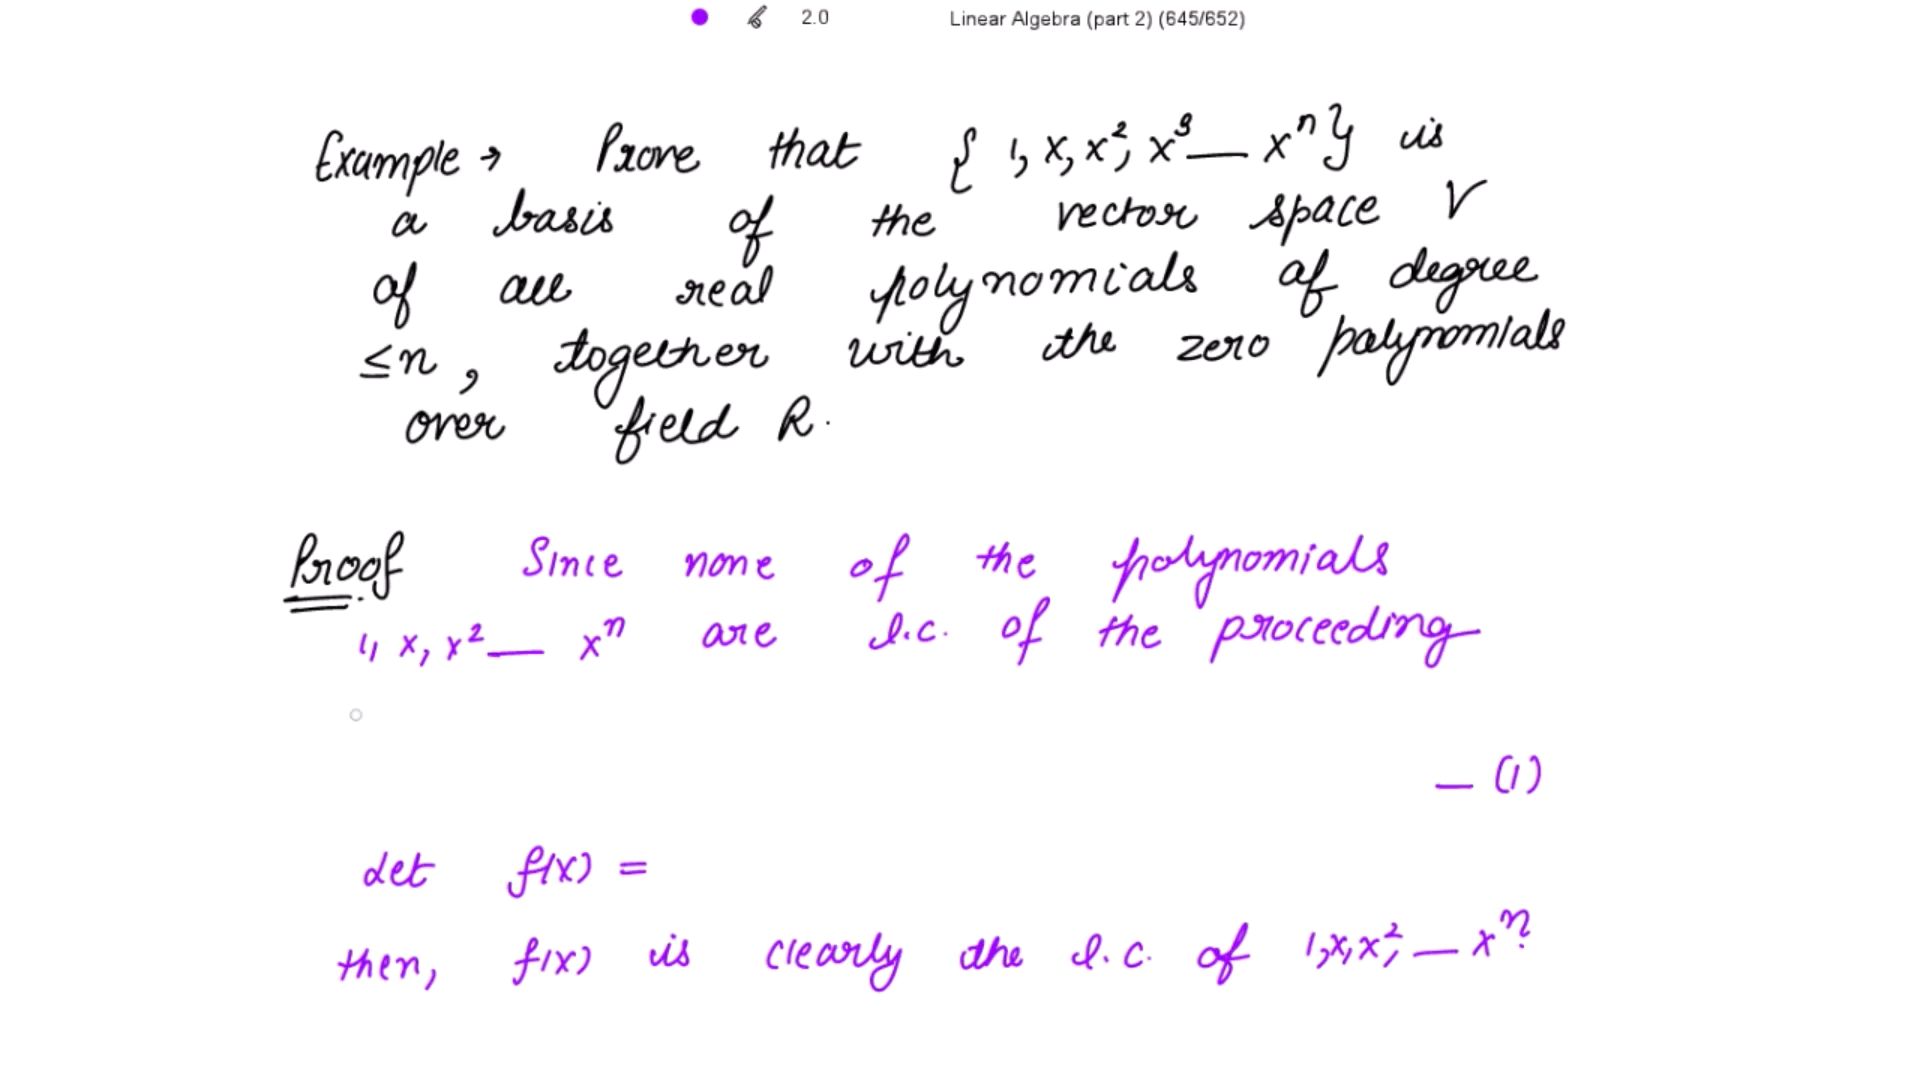 2.0 Linear Algebra (part 2) (645/652)
Example → Prove that { 1, x, x², x³ __ xⁿ} is
a basis of the vector space V
of all real polynomials of degree
≤n, together with the zero polynomials
over field R.
Proof Since none of the polynomials
1, x, x² __ xⁿ are l.c. of the proceeding
— (1)
Let f(x) =
then, f(x) is clearly the l.c. of 1,x,x², __ xⁿ.